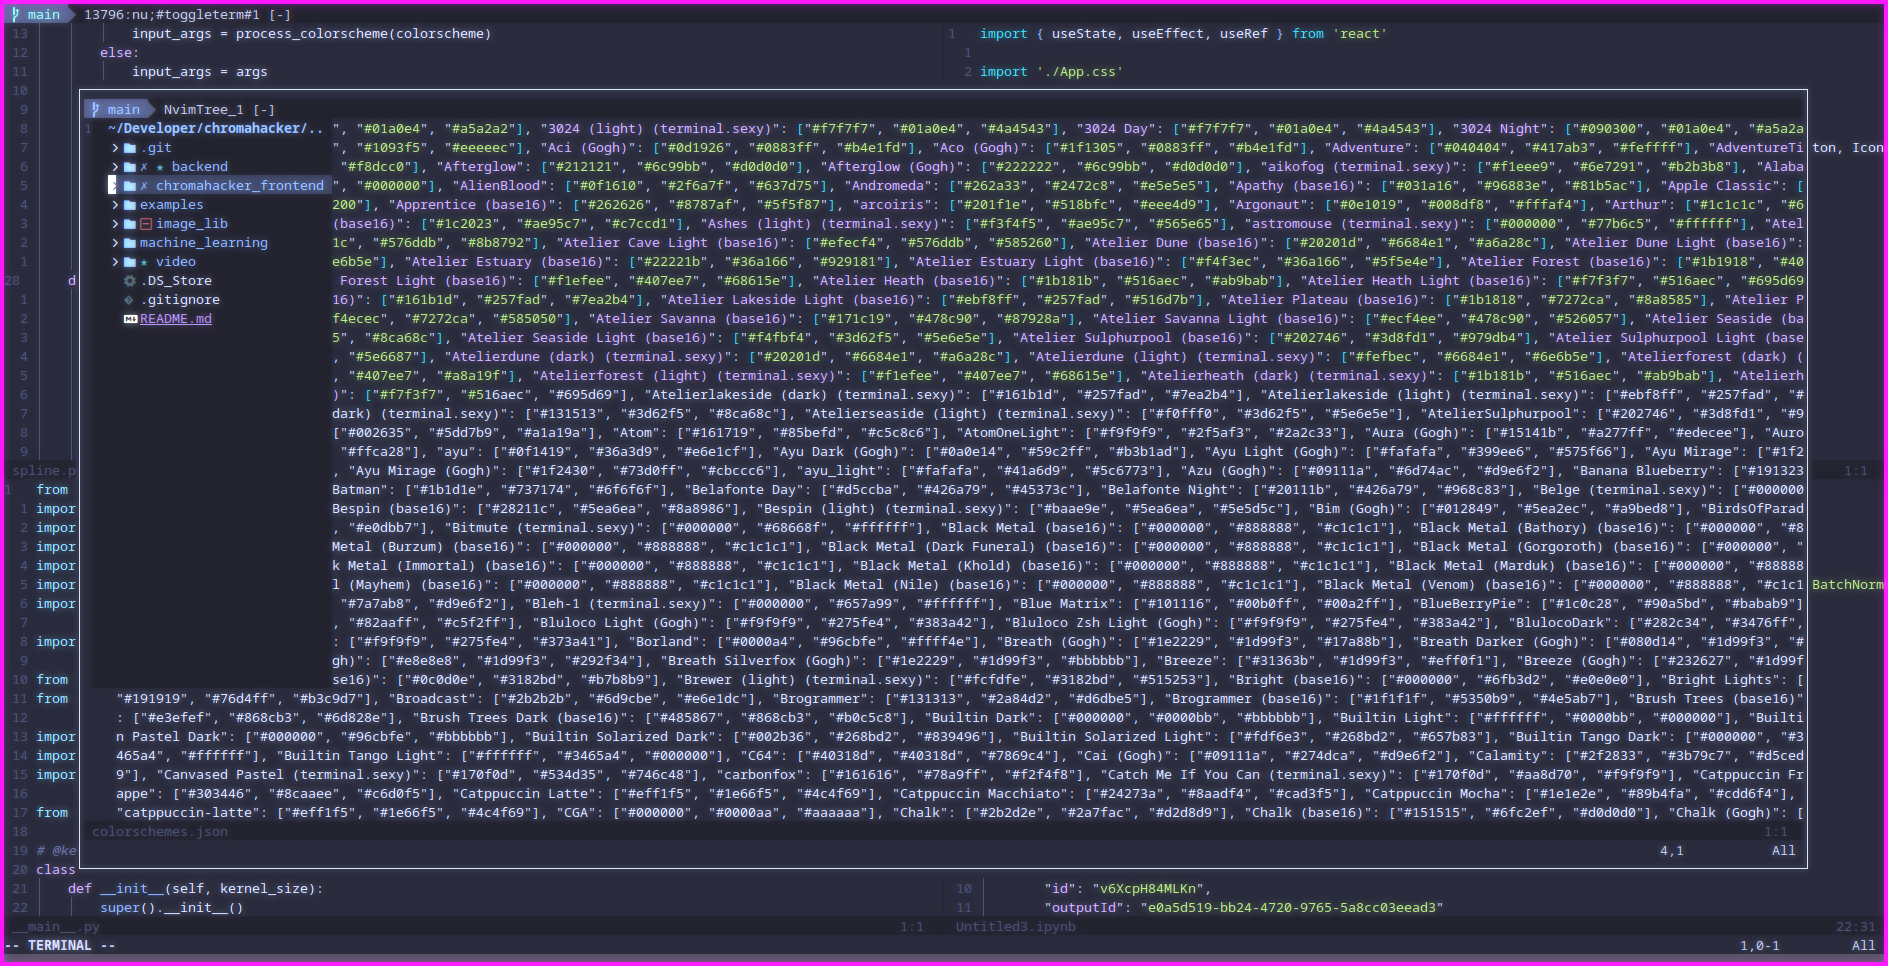 main 13796:nu;#toggleterm#1 [-]
13 input_args = process_colorscheme(colorscheme)
12 else:
11 input_args = args
10
1 import { useState, useEffect, useRef } from 'react'
1
2 import './App.css'
main NvimTree_1 [-]
9
8 1 ~/Developer/chromahacker/.. ", "#01a0e4", "#a5a2a2"], "3024 (light) (terminal.sexy)": ["#f7f7f7", "#01a0e4", "#4a4543"], "3024 Day": ["#f7f7f7", "#01a0e4", "#4a4543"], "3024 Night": ["#090300", "#01a0e4", "#a5a2a
7 > .git ", "#1093f5", "#eeeeec"], "Aci (Gogh)": ["#0d1926", "#0883ff", "#b4e1fd"], "Aco (Gogh)": ["#1f1305", "#0883ff", "#b4e1fd"], "Adventure": ["#040404", "#417ab3", "#feffff"], "AdventureTi ton, Icon
6 > ✗ ★ backend "#f8dcc0"], "Afterglow": ["#212121", "#6c99bb", "#d0d0d0"], "Afterglow (Gogh)": ["#222222", "#6c99bb", "#d0d0d0"], "aikofog (terminal.sexy)": ["#f1eee9", "#6e7291", "#b2b3b8"], "Alaba
5 > ✗ chromahacker_frontend ", "#000000"], "AlienBlood": ["#0f1610", "#2f6a7f", "#637d75"], "Andromeda": ["#262a33", "#2472c8", "#e5e5e5"], "Apathy (base16)": ["#031a16", "#96883e", "#81b5ac"], "Apple Classic": [
4 > examples 200"], "Apprentice (base16)": ["#262626", "#8787af", "#5f5f87"], "arcoiris": ["#201f1e", "#518bfc", "#eee4d9"], "Argonaut": ["#0e1019", "#008df8", "#fffaf4"], "Arthur": ["#1c1c1c", "#6
3 > image_lib (base16)": ["#1c2023", "#ae95c7", "#c7ccd1"], "Ashes (light) (terminal.sexy)": ["#f3f4f5", "#ae95c7", "#565e65"], "astromouse (terminal.sexy)": ["#000000", "#77b6c5", "#ffffff"], "Atel
2 > machine_learning 1c", "#576ddb", "#8b8792"], "Atelier Cave Light (base16)": ["#efecf4", "#576ddb", "#585260"], "Atelier Dune (base16)": ["#20201d", "#6684e1", "#a6a28c"], "Atelier Dune Light (base16)":
1 > ★ video e6b5e"], "Atelier Estuary (base16)": ["#22221b", "#36a166", "#929181"], "Atelier Estuary Light (base16)": ["#f4f3ec", "#36a166", "#5f5e4e"], "Atelier Forest (base16)": ["#1b1918", "#40
28 d .DS_Store Forest Light (base16)": ["#f1efee", "#407ee7", "#68615e"], "Atelier Heath (base16)": ["#1b181b", "#516aec", "#ab9bab"], "Atelier Heath Light (base16)": ["#f7f3f7", "#516aec", "#695d69
1 .gitignore 16)": ["#161b1d", "#257fad", "#7ea2b4"], "Atelier Lakeside Light (base16)": ["#ebf8ff", "#257fad", "#516d7b"], "Atelier Plateau (base16)": ["#1b1818", "#7272ca", "#8a8585"], "Atelier P
2 README.md f4ecec", "#7272ca", "#585050"], "Atelier Savanna (base16)": ["#171c19", "#478c90", "#87928a"], "Atelier Savanna Light (base16)": ["#ecf4ee", "#478c90", "#526057"], "Atelier Seaside (ba
3 5", "#8ca68c"], "Atelier Seaside Light (base16)": ["#f4fbf4", "#3d62f5", "#5e6e5e"], "Atelier Sulphurpool (base16)": ["#202746", "#3d8fd1", "#979db4"], "Atelier Sulphurpool Light (base
4 , "#5e6687"], "Atelierdune (dark) (terminal.sexy)": ["#20201d", "#6684e1", "#a6a28c"], "Atelierdune (light) (terminal.sexy)": ["#fefbec", "#6684e1", "#6e6b5e"], "Atelierforest (dark) (
5 , "#407ee7", "#a8a19f"], "Atelierforest (light) (terminal.sexy)": ["#f1efee", "#407ee7", "#68615e"], "Atelierheath (dark) (terminal.sexy)": ["#1b181b", "#516aec", "#ab9bab"], "Atelierh
6 )": ["#f7f3f7", "#516aec", "#695d69"], "Atelierlakeside (dark) (terminal.sexy)": ["#161b1d", "#257fad", "#7ea2b4"], "Atelierlakeside (light) (terminal.sexy)": ["#ebf8ff", "#257fad", "#
7 dark) (terminal.sexy)": ["#131513", "#3d62f5", "#8ca68c"], "Atelierseaside (light) (terminal.sexy)": ["#f0fff0", "#3d62f5", "#5e6e5e"], "AtelierSulphurpool": ["#202746", "#3d8fd1", "#9
8 ["#002635", "#5dd7b9", "#a1a19a"], "Atom": ["#161719", "#85befd", "#c5c8c6"], "AtomOneLight": ["#f9f9f9", "#2f5af3", "#2a2c33"], "Aura (Gogh)": ["#15141b", "#a277ff", "#edecee"], "Auro
9 "#ffca28"], "ayu": ["#0f1419", "#36a3d9", "#e6e1cf"], "Ayu Dark (Gogh)": ["#0a0e14", "#59c2ff", "#b3b1ad"], "Ayu Light (Gogh)": ["#fafafa", "#399ee6", "#575f66"], "Ayu Mirage": ["#1f2
spline.p , "Ayu Mirage (Gogh)": ["#1f2430", "#73d0ff", "#cbccc6"], "ayu_light": ["#fafafa", "#41a6d9", "#5c6773"], "Azu (Gogh)": ["#09111a", "#6d74ac", "#d9e6f2"], "Banana Blueberry": ["#191323 1:1
1 from Batman": ["#1b1d1e", "#737174", "#6f6f6f"], "Belafonte Day": ["#d5ccba", "#426a79", "#45373c"], "Belafonte Night": ["#20111b", "#426a79", "#968c83"], "Belge (terminal.sexy)": ["#000000
1 impor Bespin (base16)": ["#28211c", "#5ea6ea", "#8a8986"], "Bespin (light) (terminal.sexy)": ["#baae9e", "#5ea6ea", "#5e5d5c"], "Bim (Gogh)": ["#012849", "#5ea2ec", "#a9bed8"], "BirdsOfParad
2 impor , "#e0dbb7"], "Bitmute (terminal.sexy)": ["#000000", "#68668f", "#ffffff"], "Black Metal (base16)": ["#000000", "#888888", "#c1c1c1"], "Black Metal (Bathory) (base16)": ["#000000", "#8
3 impor Metal (Burzum) (base16)": ["#000000", "#888888", "#c1c1c1"], "Black Metal (Dark Funeral) (base16)": ["#000000", "#888888", "#c1c1c1"], "Black Metal (Gorgoroth) (base16)": ["#000000", "
4 impor k Metal (Immortal) (base16)": ["#000000", "#888888", "#c1c1c1"], "Black Metal (Khold) (base16)": ["#000000", "#888888", "#c1c1c1"], "Black Metal (Marduk) (base16)": ["#000000", "#88888
5 impor l (Mayhem) (base16)": ["#000000", "#888888", "#c1c1c1"], "Black Metal (Nile) (base16)": ["#000000", "#888888", "#c1c1c1"], "Black Metal (Venom) (base16)": ["#000000", "#888888", "#c1c1 BatchNorm
6 impor "#7a7ab8", "#d9e6f2"], "Bleh-1 (terminal.sexy)": ["#000000", "#657a99", "#ffffff"], "Blue Matrix": ["#101116", "#00b0ff", "#00a2ff"], "BlueBerryPie": ["#1c0c28", "#90a5bd", "#babab9"]
7 , "#82aaff", "#c5f2ff"], "Bluloco Light (Gogh)": ["#f9f9f9", "#275fe4", "#383a42"], "Bluloco Zsh Light (Gogh)": ["#f9f9f9", "#275fe4", "#383a42"], "BlulocoDark": ["#282c34", "#3476ff",
8 impor : ["#f9f9f9", "#275fe4", "#373a41"], "Borland": ["#0000a4", "#96cbfe", "#ffff4e"], "Breath (Gogh)": ["#1e2229", "#1d99f3", "#17a88b"], "Breath Darker (Gogh)": ["#080d14", "#1d99f3", "#
9 gh)": ["#e8e8e8", "#1d99f3", "#292f34"], "Breath Silverfox (Gogh)": ["#1e2229", "#1d99f3", "#bbbbbb"], "Breeze": ["#31363b", "#1d99f3", "#eff0f1"], "Breeze (Gogh)": ["#232627", "#1d99f
10 from se16)": ["#0c0d0e", "#3182bd", "#b7b8b9"], "Brewer (light) (terminal.sexy)": ["#fcfdfe", "#3182bd", "#515253"], "Bright (base16)": ["#000000", "#6fb3d2", "#e0e0e0"], "Bright Lights": [
11 from "#191919", "#76d4ff", "#b3c9d7"], "Broadcast": ["#2b2b2b", "#6d9cbe", "#e6e1dc"], "Brogrammer": ["#131313", "#2a84d2", "#d6dbe5"], "Brogrammer (base16)": ["#1f1f1f", "#5350b9", "#4e5ab7"], "Brush Trees (base16)"
12 : ["#e3efef", "#868cb3", "#6d828e"], "Brush Trees Dark (base16)": ["#485867", "#868cb3", "#b0c5c8"], "Builtin Dark": ["#000000", "#0000bb", "#bbbbbb"], "Builtin Light": ["#ffffff", "#0000bb", "#000000"], "Builti
13 impor n Pastel Dark": ["#000000", "#96cbfe", "#bbbbbb"], "Builtin Solarized Dark": ["#002b36", "#268bd2", "#839496"], "Builtin Solarized Light": ["#fdf6e3", "#268bd2", "#657b83"], "Builtin Tango Dark": ["#000000", "#3
14 impor 465a4", "#ffffff"], "Builtin Tango Light": ["#ffffff", "#3465a4", "#000000"], "C64": ["#40318d", "#40318d", "#7869c4"], "Cai (Gogh)": ["#09111a", "#274dca", "#d9e6f2"], "Calamity": ["#2f2833", "#3b79c7", "#d5ced
15 impor 9"], "Canvased Pastel (terminal.sexy)": ["#170f0d", "#534d35", "#746c48"], "carbonfox": ["#161616", "#78a9ff", "#f2f4f8"], "Catch Me If You Can (terminal.sexy)": ["#170f0d", "#aa8d70", "#f9f9f9"], "Catppuccin Fr
16 appe": ["#303446", "#8caaee", "#c6d0f5"], "Catppuccin Latte": ["#eff1f5", "#1e66f5", "#4c4f69"], "Catppuccin Macchiato": ["#24273a", "#8aadf4", "#cad3f5"], "Catppuccin Mocha": ["#1e1e2e", "#89b4fa", "#cdd6f4"],
17 from "catppuccin-latte": ["#eff1f5", "#1e66f5", "#4c4f69"], "CGA": ["#000000", "#0000aa", "#aaaaaa"], "Chalk": ["#2b2d2e", "#2a7fac", "#d2d8d9"], "Chalk (base16)": ["#151515", "#6fc2ef", "#d0d0d0"], "Chalk (Gogh)": [
18 colorschemes.json 1:1
19 # @ke 4,1 All
20 class
21 def __init__(self, kernel_size):
22 super().__init__()
10 "id": "v6XcpH84MLKn",
11 "outputId": "e0a5d519-bb24-4720-9765-5a8cc03eead3"
__main__.py 1:1 Untitled3.ipynb 22:31
-- TERMINAL -- 1,0-1 All